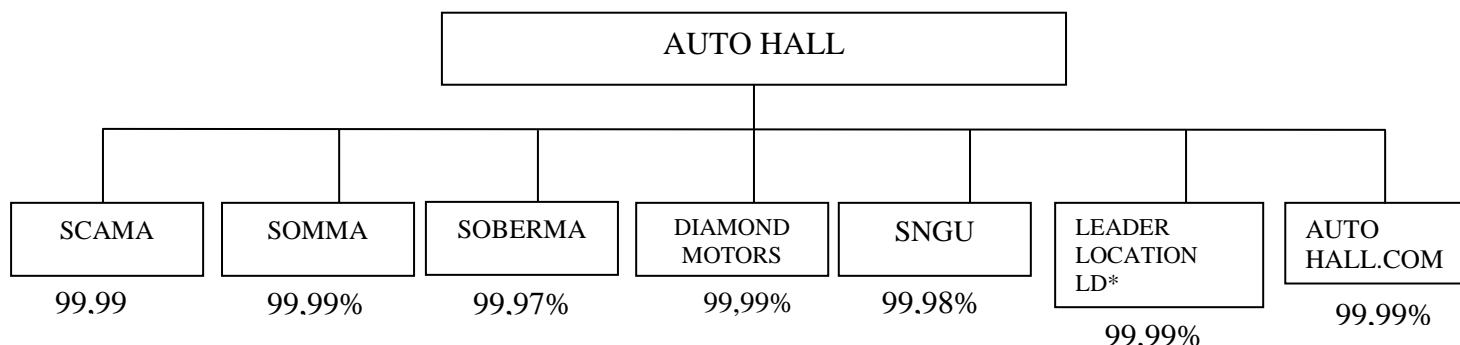 AUTO HALL
SCAMA
SOMMA
SOBERMA
DIAMOND
MOTORS
SNGU
LEADER
LOCATION
LD*
AUTO
HALL.COM
99,99
99,99%
99,97%
99,99%
99,98%
99,99%
99,99%